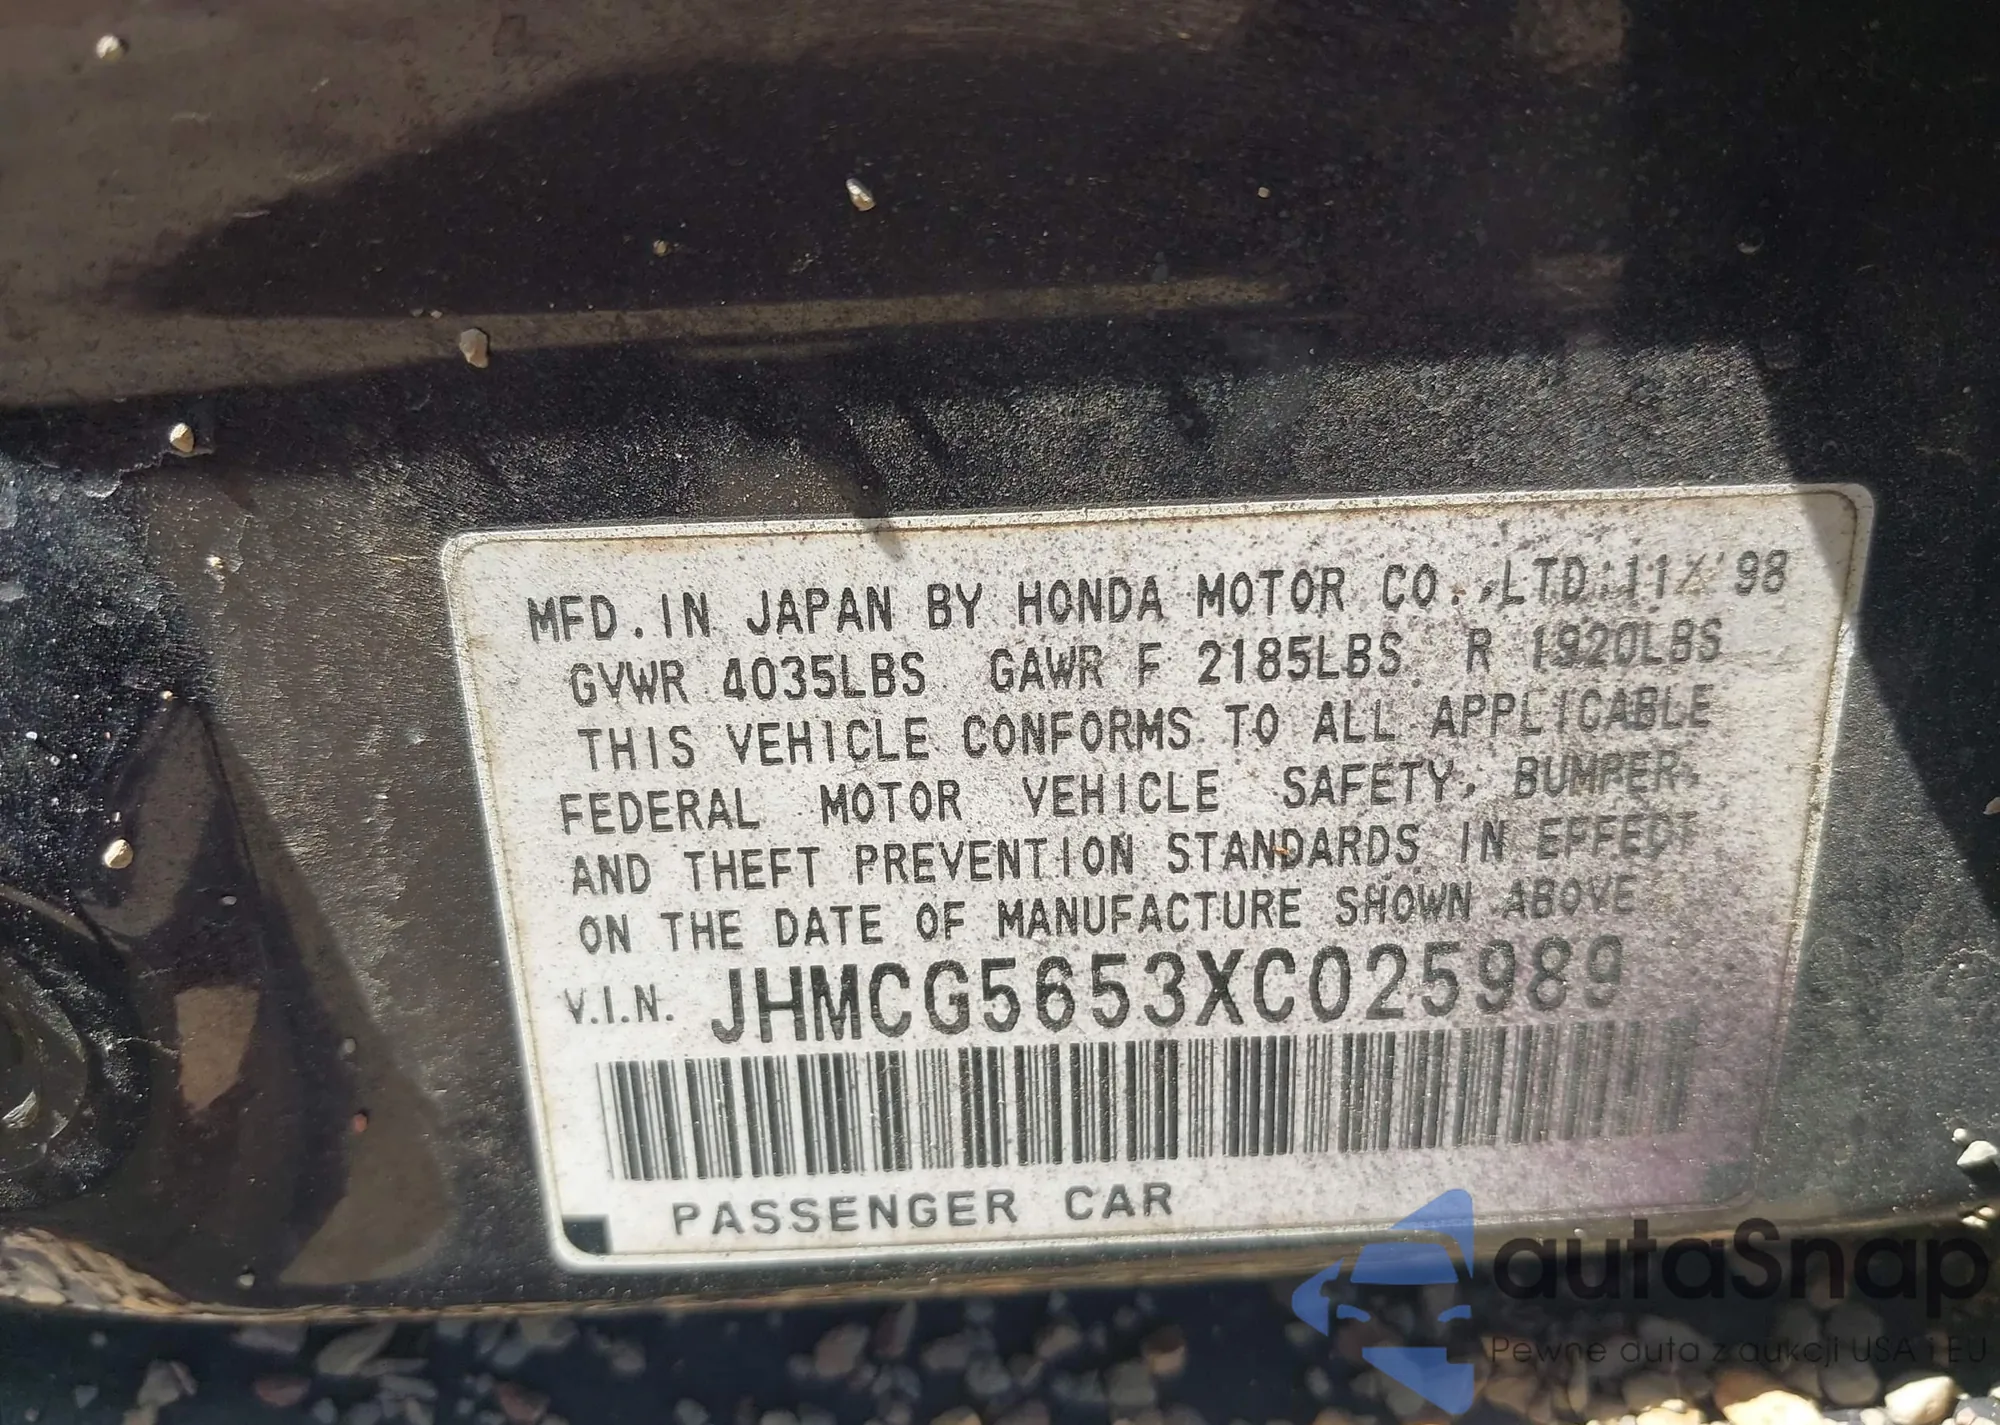 MFD. IN JAPAN BY HONDA MOTOR CO., LTD. 11/'98
GVWR 4035LBS GAWR F 2185LBS R 1920LBS
THIS VEHICLE CONFORMS TO ALL APPLICABLE
FEDERAL MOTOR VEHICLE SAFETY, BUMPER,
AND THEFT PREVENTION STANDARDS IN EFFECT
ON THE DATE OF MANUFACTURE SHOWN ABOVE
V.I.N. JHMCG5653XC025989
PASSENGER CAR
autaSnap
Pewne auta z aukcji USA i EU